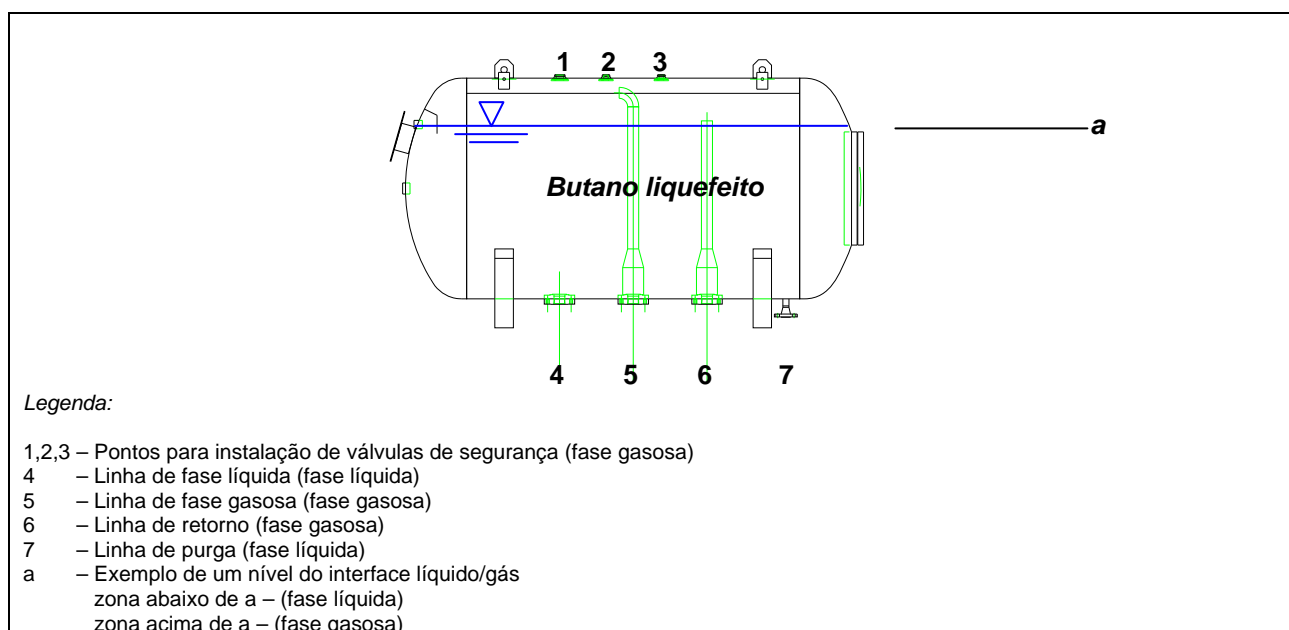 1 2 3
a
Butano liquefeito
4 5 6 7
Legenda:
1,2,3 – Pontos para instalação de válvulas de segurança (fase gasosa)
4 – Linha de fase líquida (fase líquida)
5 – Linha de fase gasosa (fase gasosa)
6 – Linha de retorno (fase gasosa)
7 – Linha de purga (fase líquida)
a – Exemplo de um nível do interface líquido/gás
zona abaixo de a – (fase líquida)
zona acima de a – (fase gasosa)